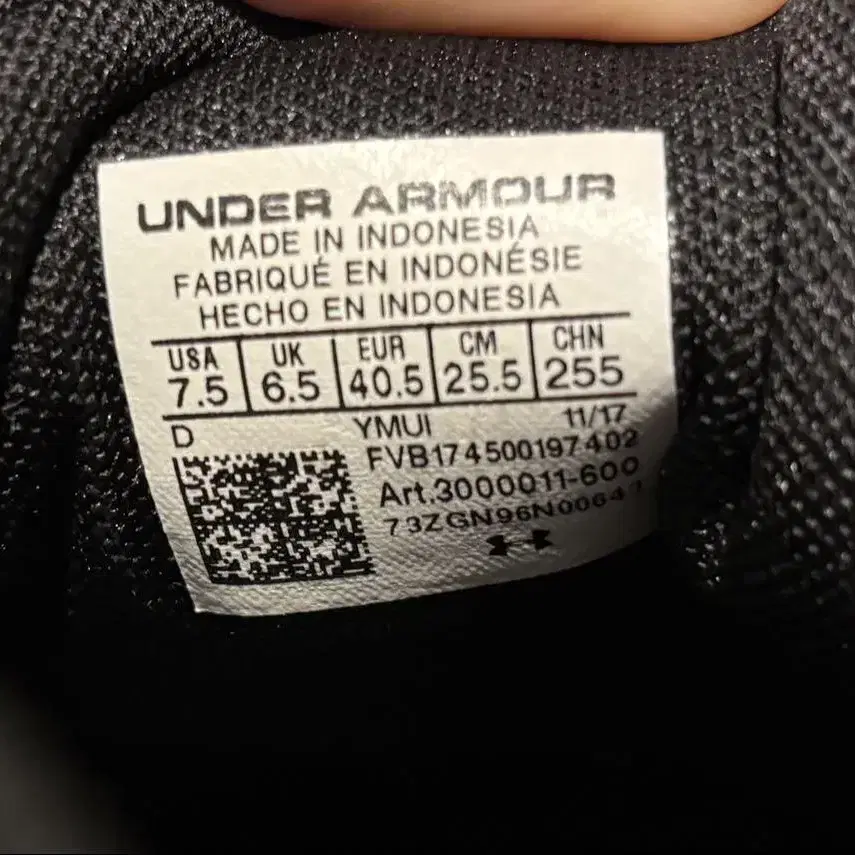 UNDER ARMOUR
MADE IN INDONESIA
FABRIQUÉ EN INDONÉSIE
HECHO EN INDONESIA
USA UK EUR CM CHN
7.5 6.5 40.5 25.5 255
D YMUI 11/17
FVB174500197402
Art.3000011-600